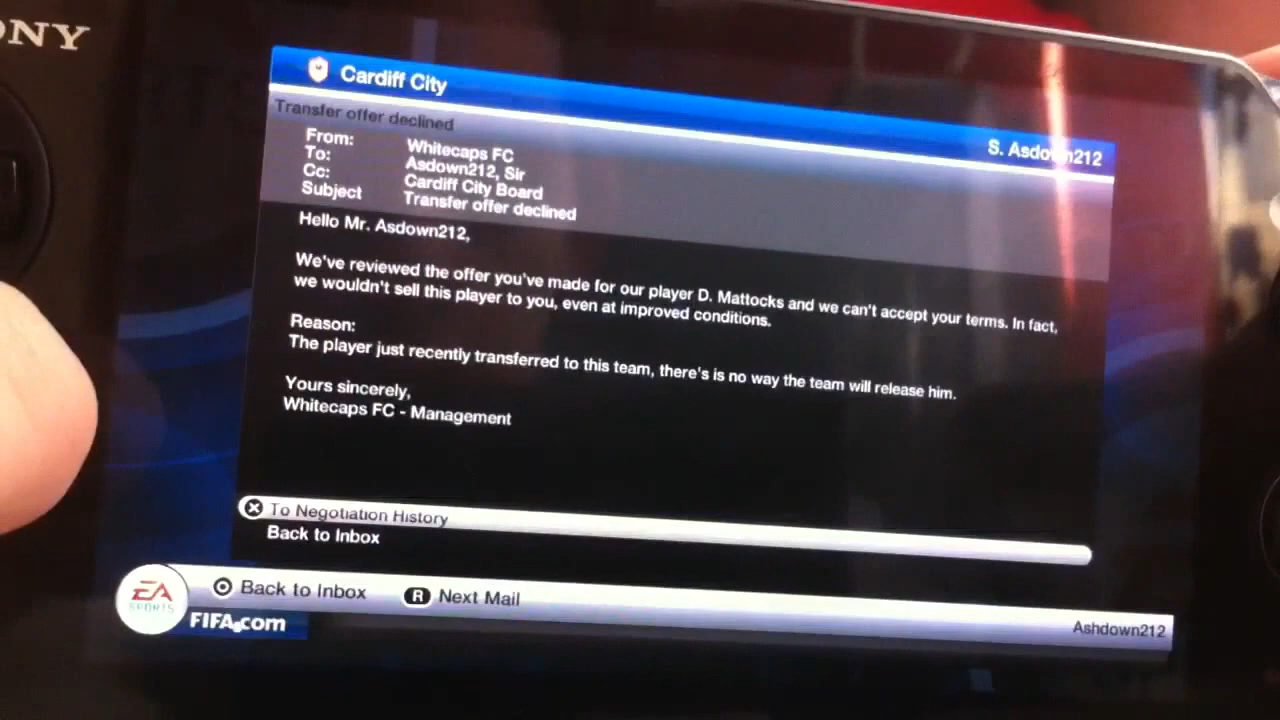 ONY
Cardiff City
Transfer offer declined
S. Asdown212
From: Whitecaps FC
To: Asdown212, Sir
Cc: Cardiff City Board
Subject Transfer offer declined
Hello Mr. Asdown212,
We've reviewed the offer you've made for our player D. Mattocks and we can't accept your terms. In fact,
we wouldn't sell this player to you, even at improved conditions.
Reason:
The player just recently transferred to this team, there's is no way the team will release him.
Yours sincerely,
Whitecaps FC - Management
To Negotiation History
Back to Inbox
EA
SPORTS
Back to Inbox
R Next Mail
FIFA.com
Ashdown212